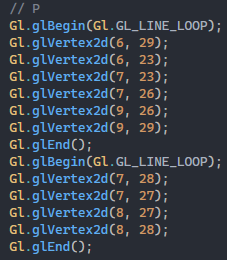 // P
Gl.glBegin(Gl.GL_LINE_LOOP);
Gl.glVertex2d(6, 29);
Gl.glVertex2d(6, 23);
Gl.glVertex2d(7, 23);
Gl.glVertex2d(7, 26);
Gl.glVertex2d(9, 26);
Gl.glVertex2d(9, 29);
Gl.glEnd();
Gl.glBegin(Gl.GL_LINE_LOOP);
Gl.glVertex2d(7, 28);
Gl.glVertex2d(7, 27);
Gl.glVertex2d(8, 27);
Gl.glVertex2d(8, 28);
Gl.glEnd();